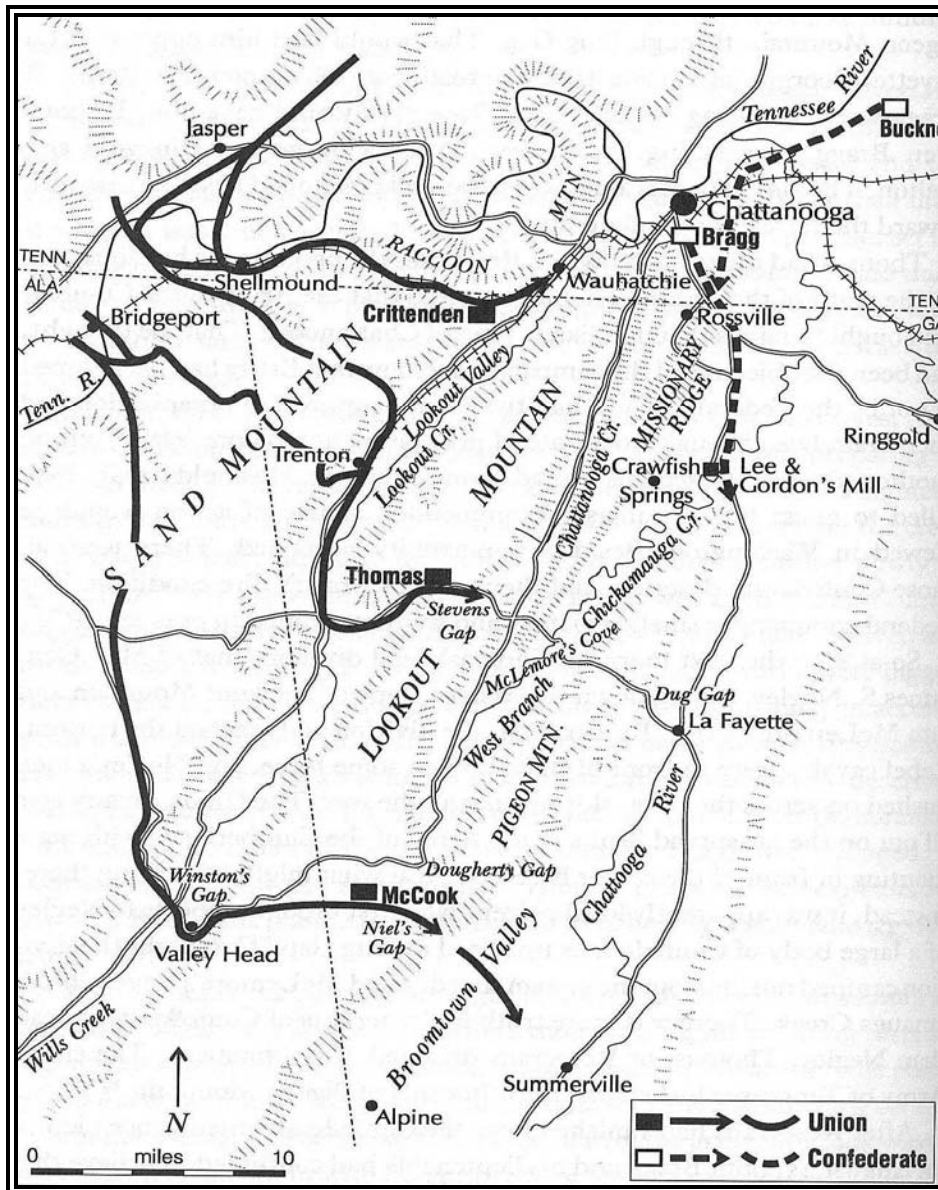 Jasper
Tennessee River
Buckne
Chattanooga
Bragg
MTN
RACCOON
TENN.
ALA
Shellmound
Wauhatchie
TEN
GA
Bridgeport
Crittenden
Rossville
Tenn. R.
SAND MOUNTAIN
Lookout Valley
Lookout Cr.
MISSIONARY
RIDGE
Ringgold
Trenton
Chattanooga Cr.
Crawfish
Springs
Lee &
Gordon's Mill
LOOKOUT MOUNTAIN
Thomas
Stevens
Gap
Chickamauga Cr.
McLemore's
Cove
West Branch
Dug Gap
La Fayette
PIGEON MTN
Chattooga River
Winston's
Gap
Dougherty Gap
McCook
Niel's
Gap
Valley Head
Broomtown Valley
Wills Creek
Summerville
N
Alpine
0 miles 10
Union
Confederate